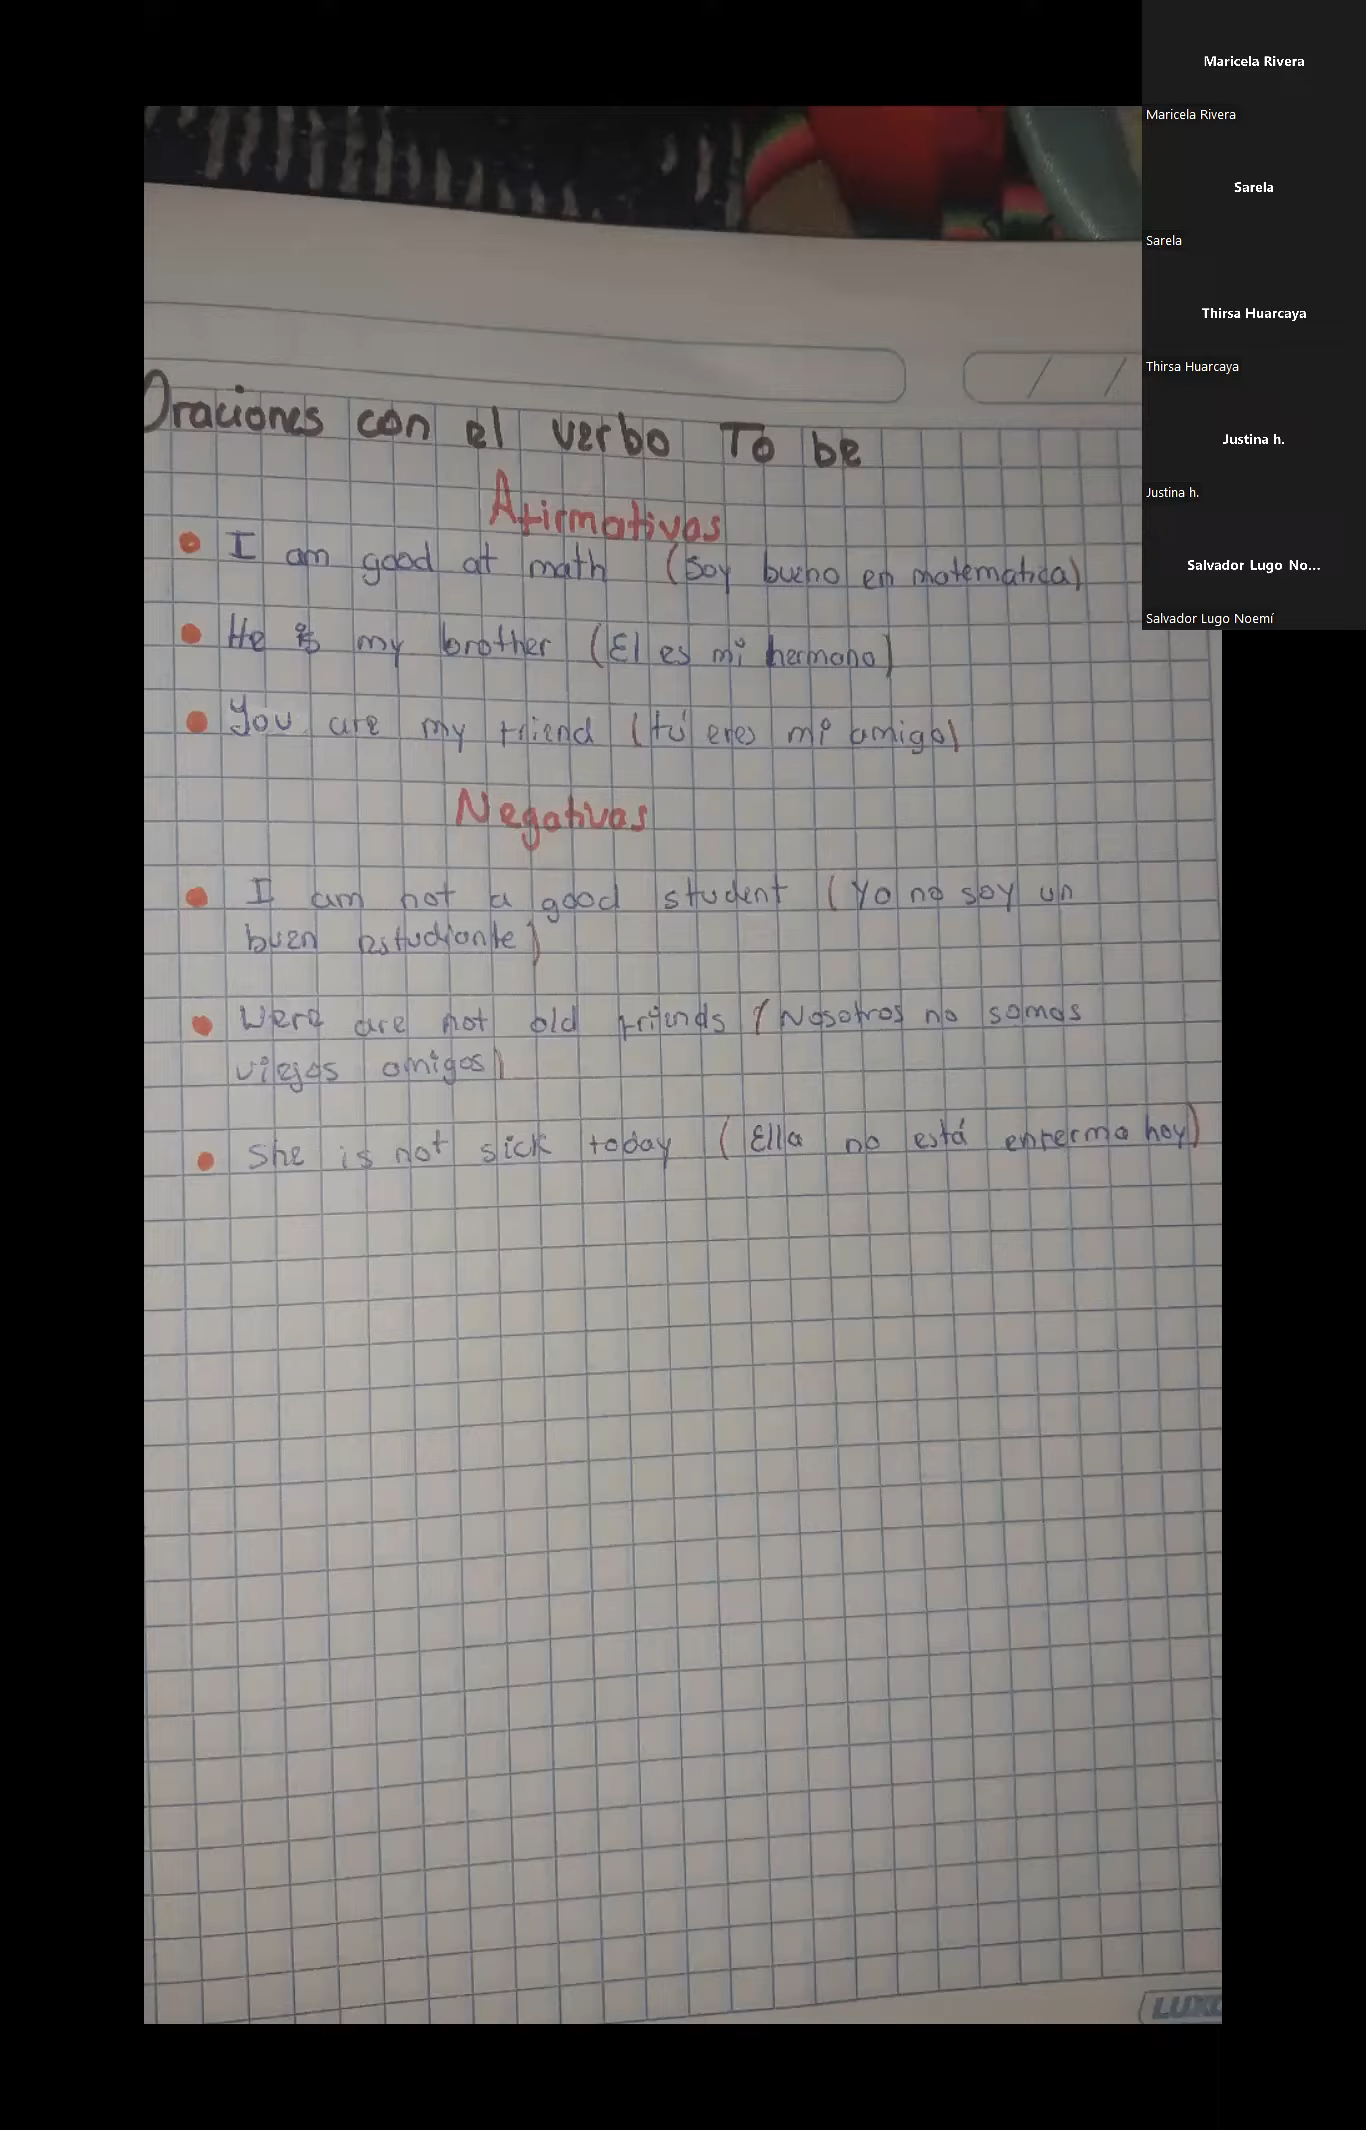 Maricela Rivera
Maricela Rivera
Sarela
Sarela
Thirsa Huarcaya
Thirsa Huarcaya
Justina h.
Justina h.
Salvador Lugo No...
Salvador Lugo Noemí
Oraciones con el verbo To be
Afirmativas
I am good at math (Soy bueno en matematica)
He is my brother (El es mi hermano)
You are my friend (tú eres mi amigo)
Negativas
I am not a good student (Yo no soy un
buen estudiante)
Were are not old friends (Nosotros no somos
viejos amigos)
She is not sick today (Ella no está enferma hoy)